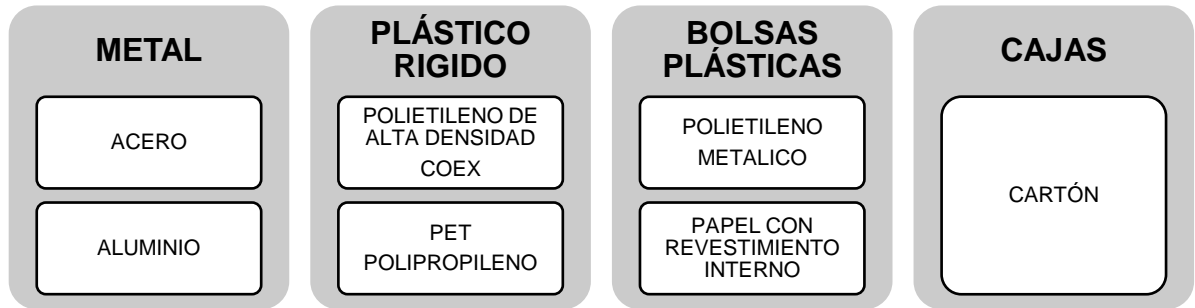 METAL
ACERO
ALUMINIO
PLÁSTICO
RIGIDO
POLIETILENO DE
ALTA DENSIDAD
COEX
PET
POLIPROPILENO
BOLSAS
PLÁSTICAS
POLIETILENO
METALICO
PAPEL CON
REVESTIMIENTO
INTERNO
CAJAS
CARTÓN